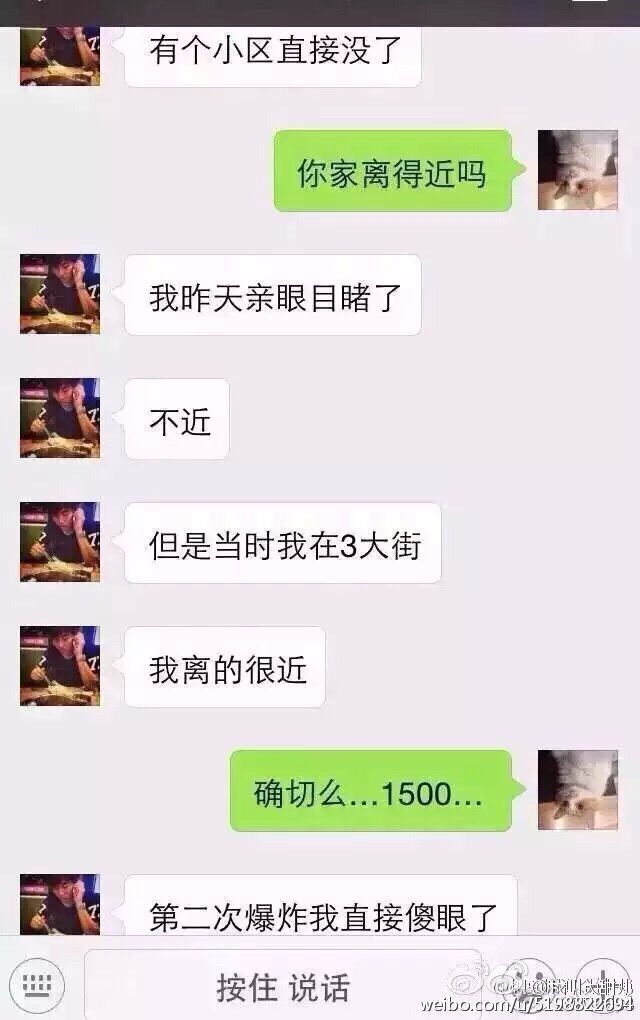 有个小区直接没了
你家离得近吗
我昨天亲眼目睹了
不近
但是当时我在3大街
我离的很近
确切么...1500...
第二次爆炸我直接傻眼了
按住 说话
weibo.com/u/5198822694